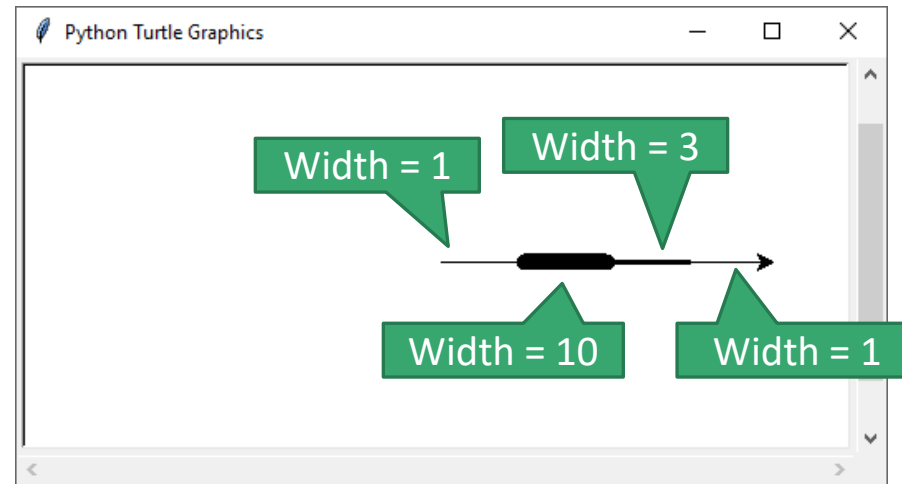 Python Turtle Graphics
Width = 1
Width = 3
Width = 10
Width = 1